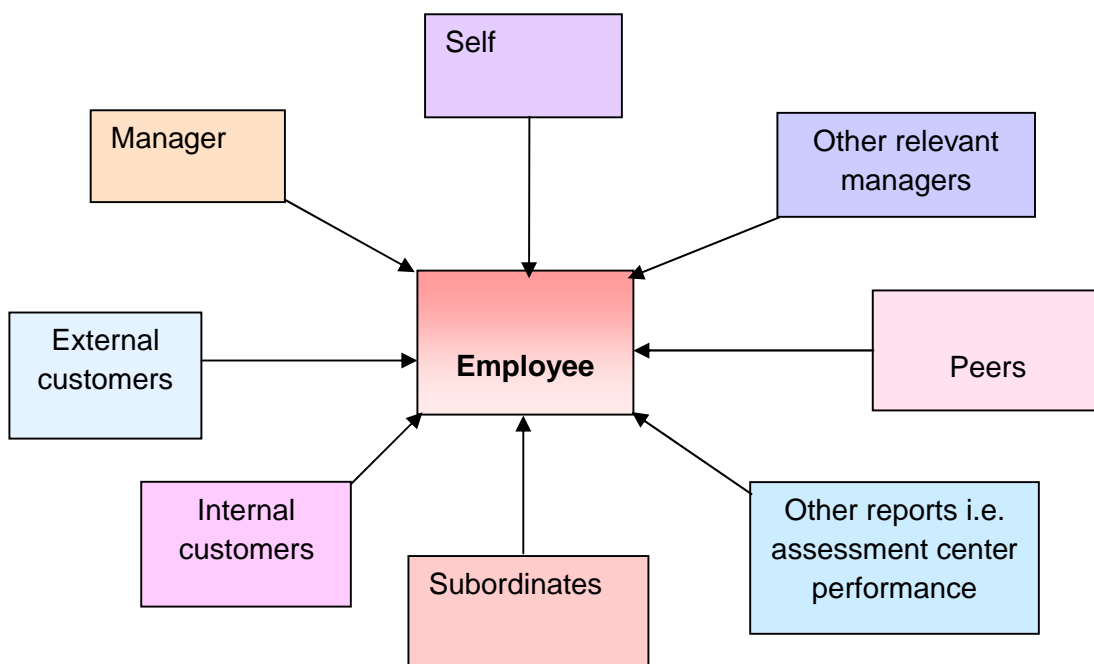 Self
Manager
Other relevant
managers
External
customers
Employee
Peers
Internal
customers
Subordinates
Other reports i.e.
assessment center
performance